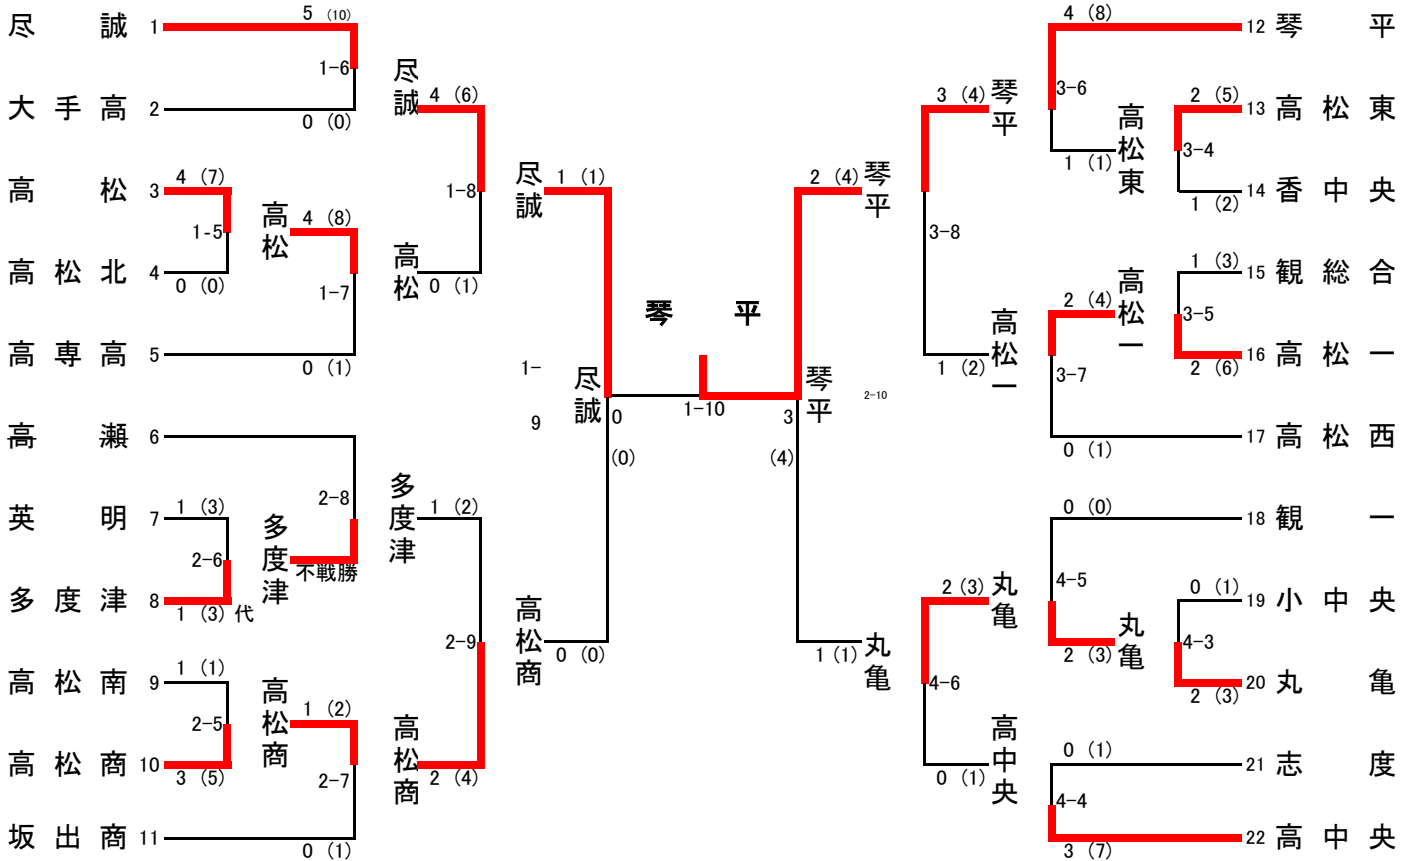 尽誠 1
5 (10)
1-6
大手高 2
0 (0)
高松 3
4 (7)
1-5
高松北 4
0 (0)
高松
4 (8)
1-7
高専高 5
0 (1)
高瀬 6
2-8
英明 7
1 (3)
2-6
多度津 8
1 (3) 代
多度津
不戦勝
高松南 9
1 (1)
2-5
高松商 10
3 (5)
高松商
1 (2)
2-7
坂出商 11
0 (1)
尽誠
4 (6)
1-8
高松
0 (1)
多度津
1 (2)
2-9
高松商
2 (4)
尽誠
1 (1)
1-
9
高松商
0 (0)
琴平
尽誠
0
(0)
1-10
琴平
3
(4)
2-10
琴平
2 (4)
丸亀
1 (1)
琴平
3 (4)
3-8
高松一
1 (2)
丸亀
2 (3)
4-6
高中央
0 (1)
4 (8)
12 琴平
3-6
高松東
1 (1)
2 (5)
13 高松東
3-4
14 香中央
1 (2)
1 (3)
15 観総合
3-5
16 高松一
2 (6)
高松一
2 (4)
3-7
17 高松西
0 (1)
0 (0)
18 観一
4-5
丸亀
2 (3)
0 (1)
19 小中央
4-3
20 丸亀
2 (3)
0 (1)
21 志度
4-4
22 高中央
3 (7)